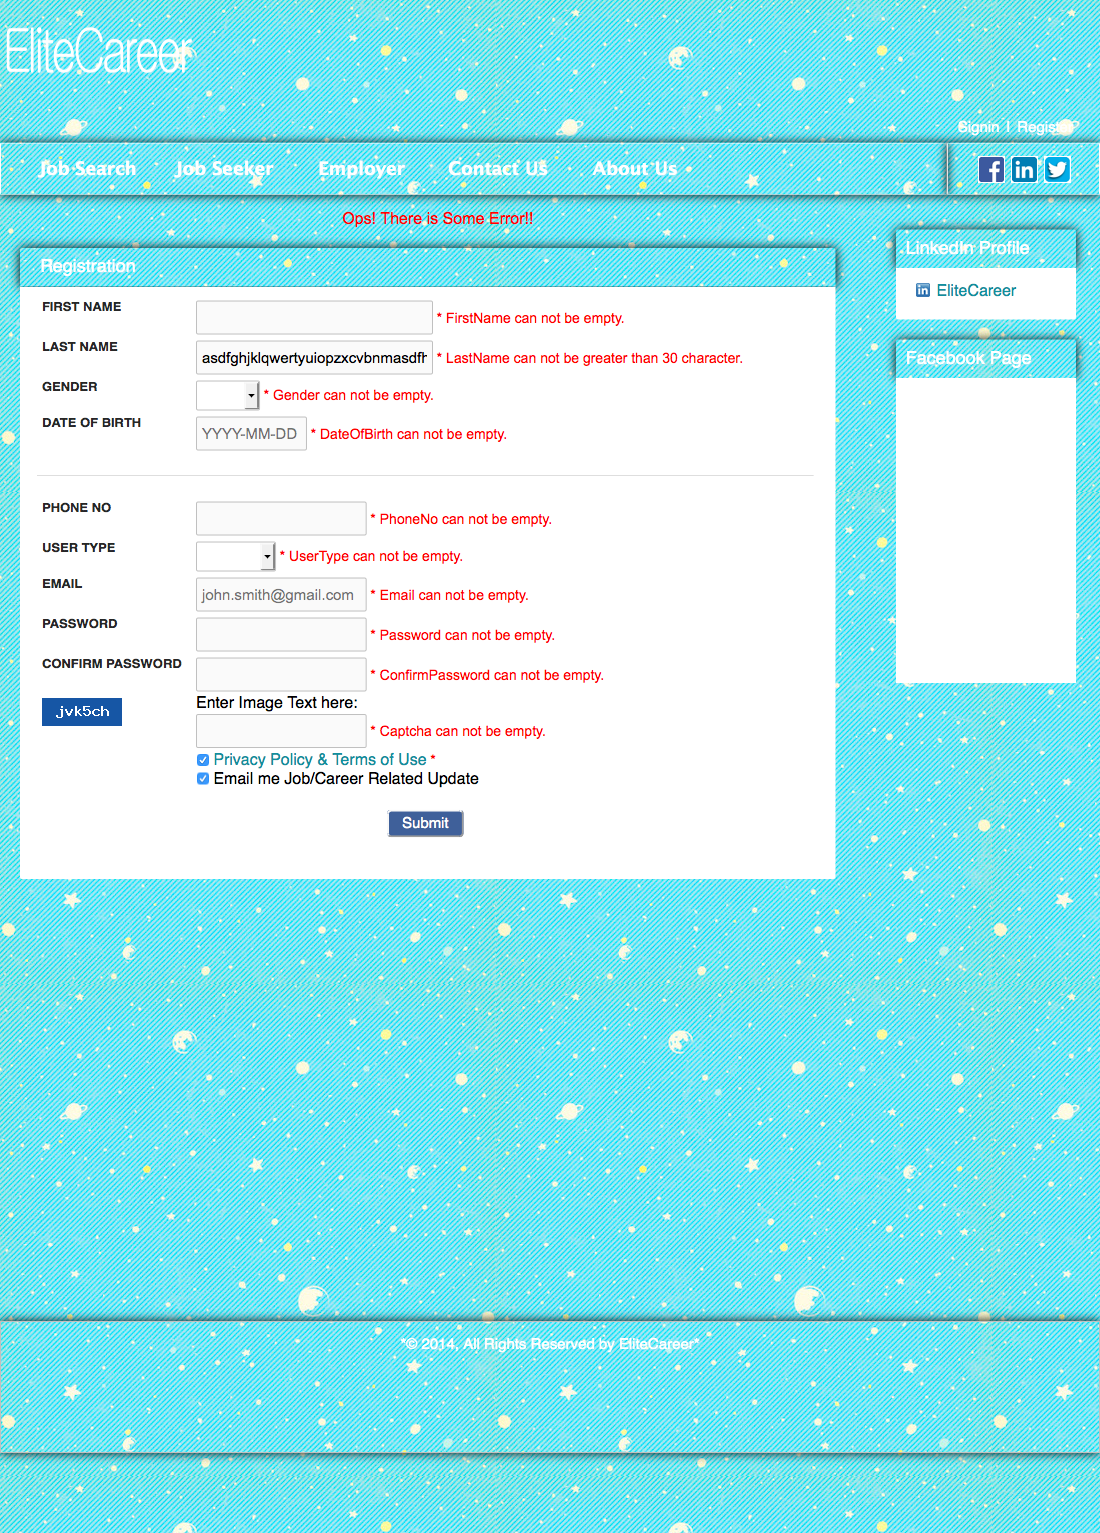 EliteCareer
Signin | Register
Job Search Job Seeker Employer Contact US About Us
Ops! There is Some Error!!
Registration
FIRST NAME * FirstName can not be empty.
LAST NAME asdfghjklqwertyuiopzxcvbnmasdfh * LastName can not be greater than 30 character.
GENDER * Gender can not be empty.
DATE OF BIRTH YYYY-MM-DD * DateOfBirth can not be empty.
PHONE NO * PhoneNo can not be empty.
USER TYPE * UserType can not be empty.
EMAIL john.smith@gmail.com * Email can not be empty.
PASSWORD * Password can not be empty.
CONFIRM PASSWORD * ConfirmPassword can not be empty.
jvk5ch Enter Image Text here:
* Captcha can not be empty.
Privacy Policy & Terms of Use *
Email me Job/Career Related Update
Submit
LinkedIn Profile
EliteCareer
Facebook Page
*© 2014, All Rights Reserved by EliteCareer*